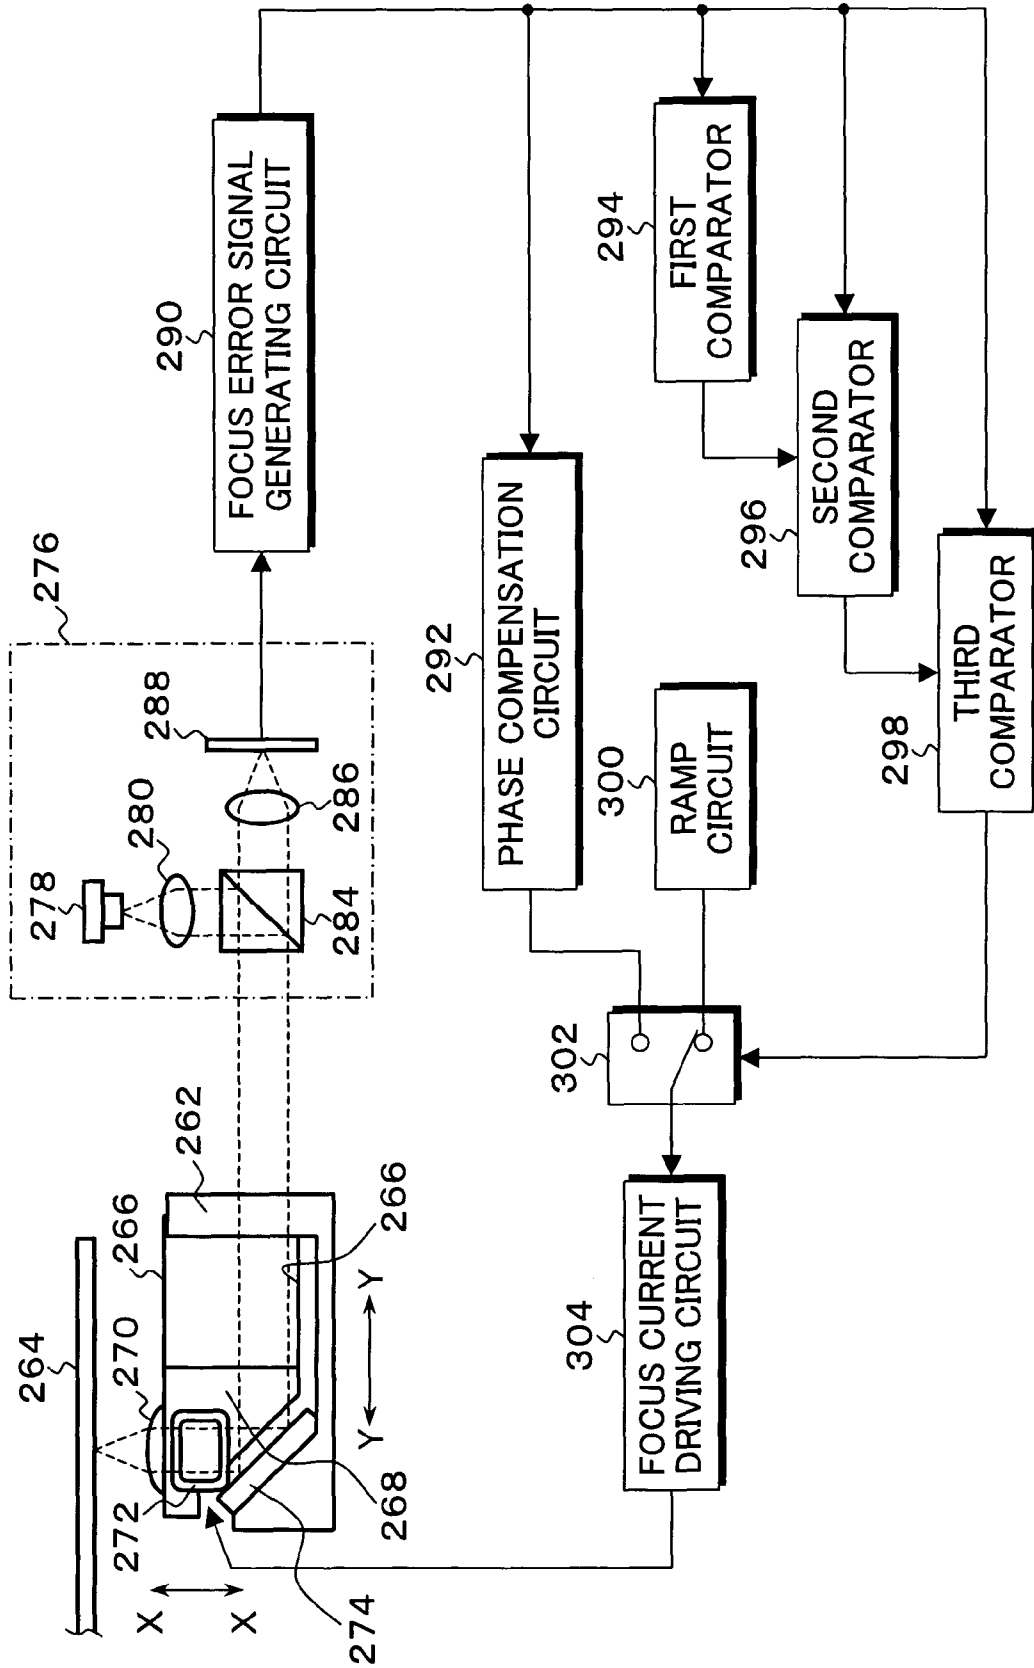 264
270
266
262
272
X
X
274
268
Y
Y
266
276
278
280
288
284
286
290
FOCUS ERROR SIGNAL
GENERATING CIRCUIT
292
PHASE COMPENSATION
CIRCUIT
294
FIRST
COMPARATOR
296
SECOND
COMPARATOR
298
THIRD
COMPARATOR
300
RAMP
CIRCUIT
302
304
FOCUS CURRENT
DRIVING CIRCUIT